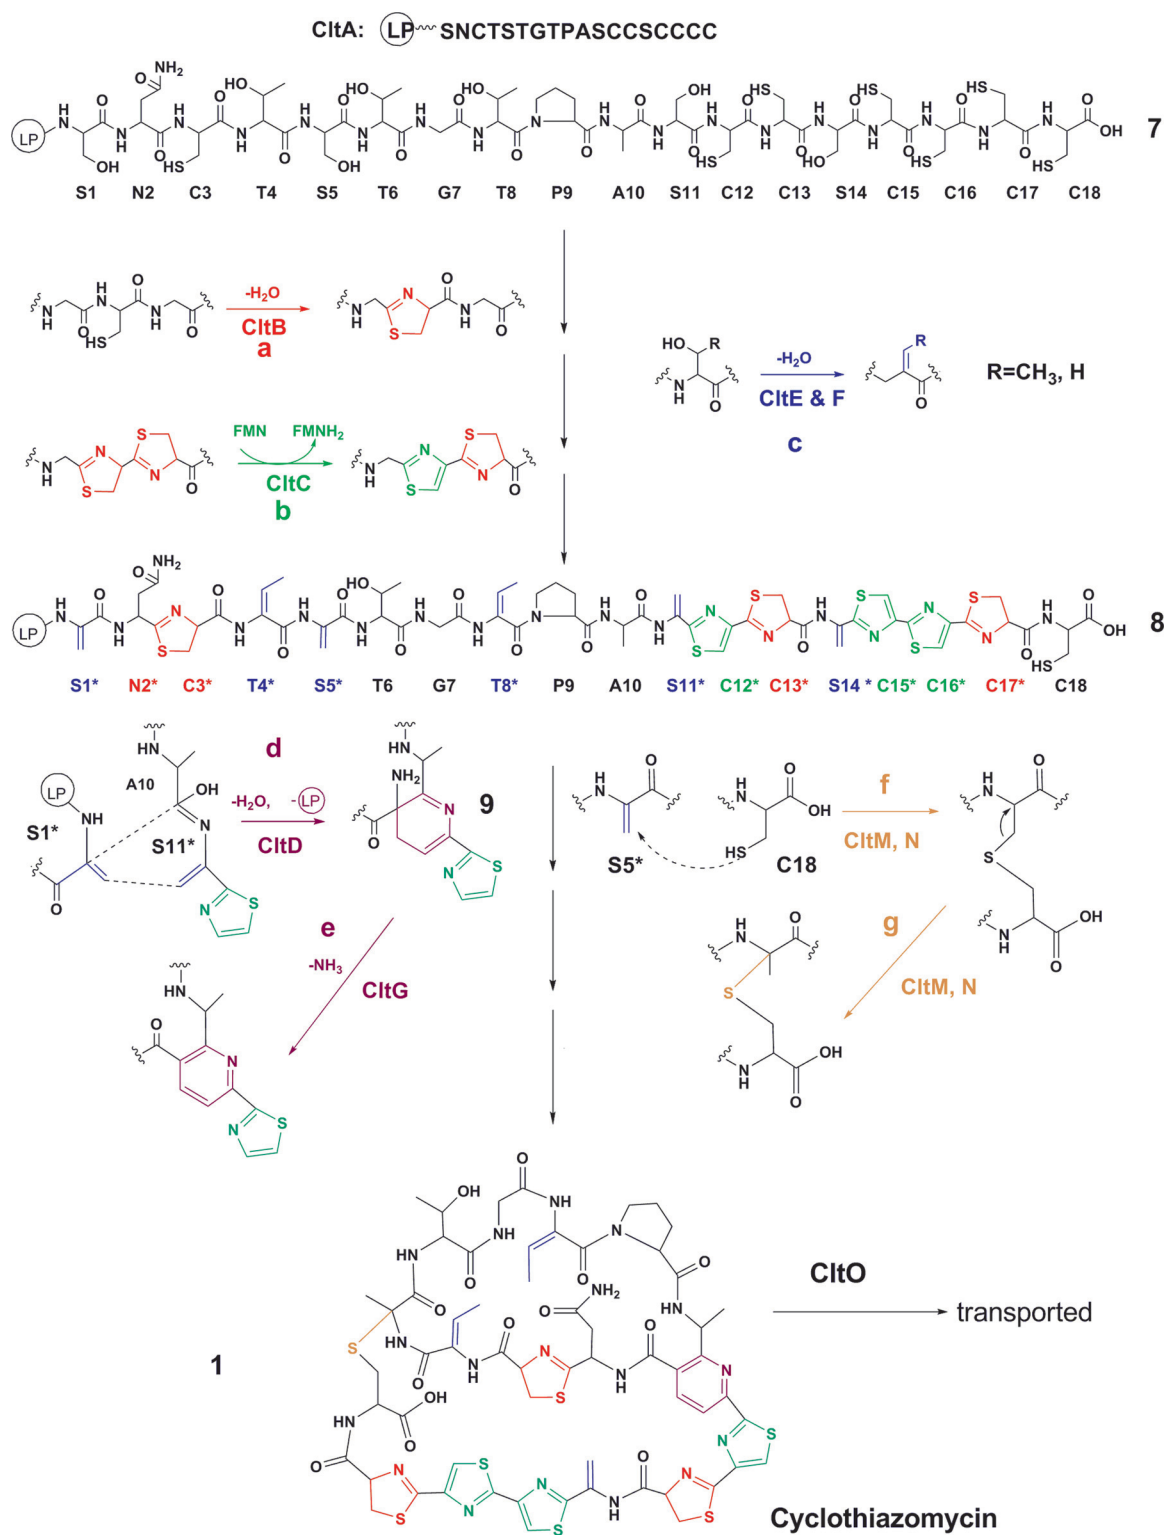 CltA: LP SNCTSTGTPASCCSCCCC
7
LP
S1 N2 C3 T4 S5 T6 G7 T8 P9 A10 S11 C12 C13 S14 C15 C16 C17 C18
-H2O
CltB
a
-H2O
CltE & F
c
R=CH3, H
FMN FMNH2
CltC
b
8
LP
S1* N2* C3* T4* S5* T6 G7 T8* P9 A10 S11* C12* C13* S14 * C15* C16* C17* C18
d
A10
LP
S1*
S11*
-H2O, - LP
CltD
9
S5*
C18
f
CltM, N
e
-NH3
CltG
g
CltM, N
1
CltO
transported
Cyclothiazomycin